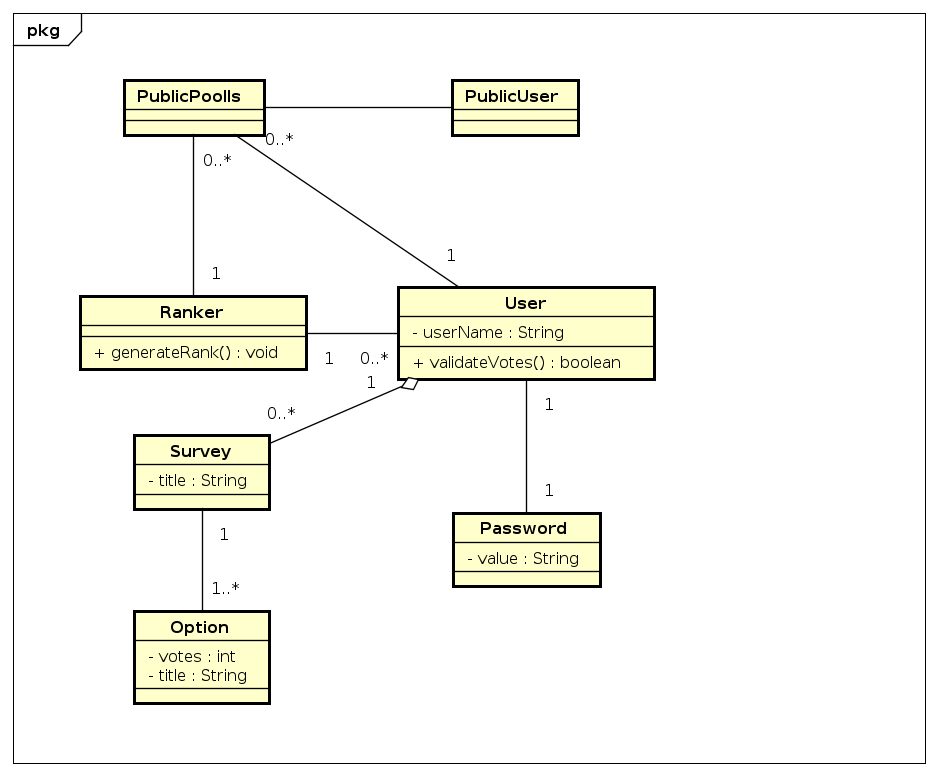 pkg
PublicPoolls
PublicUser
0..*
0..*
1
1
Ranker
+ generateRank() : void
User
- userName : String
+ validateVotes() : boolean
1
0..*
1
0..*
1
1
Survey
- title : String
Password
- value : String
1
1..*
Option
- votes : int
- title : String